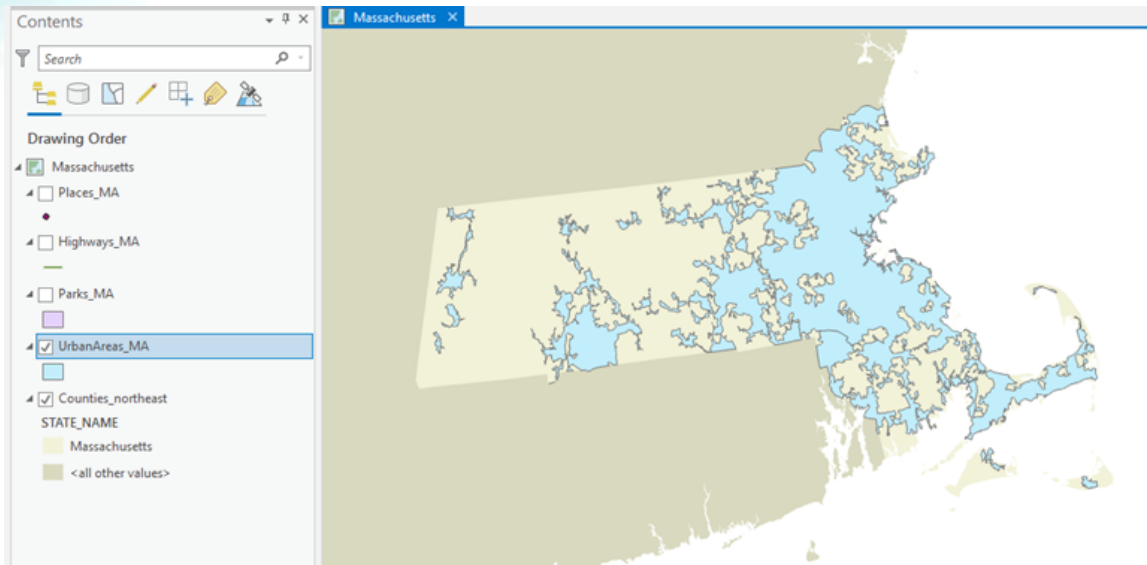 Contents
Search
Drawing Order
Massachusetts
Places_MA
Highways_MA
Parks_MA
UrbanAreas_MA
Counties_northeast
STATE_NAME
Massachusetts
<all other values>
Massachusetts